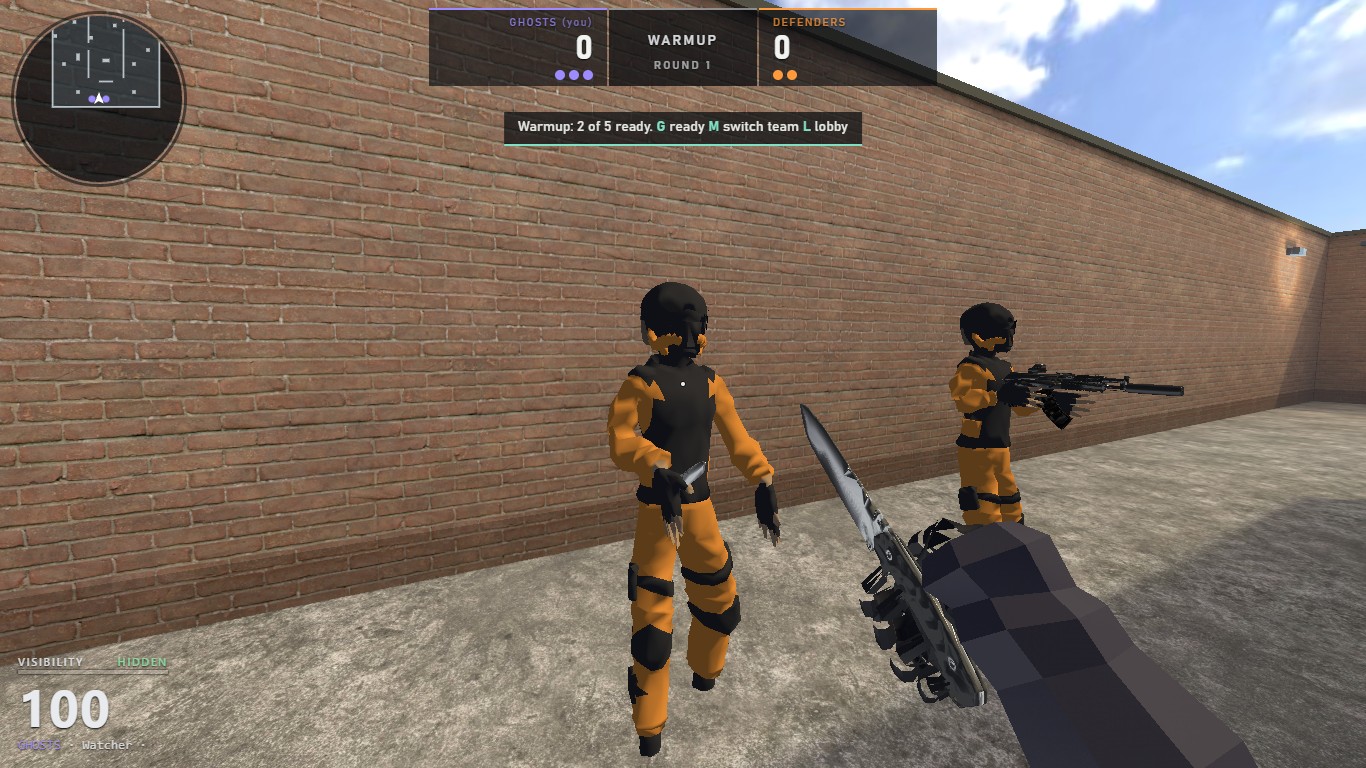 GHOSTS (you)
0
WARMUP
ROUND 1
DEFENDERS
0
Warmup: 2 of 5 ready. G ready M switch team L lobby
VISIBILITY HIDDEN
100
GHOSTS · Watcher ·